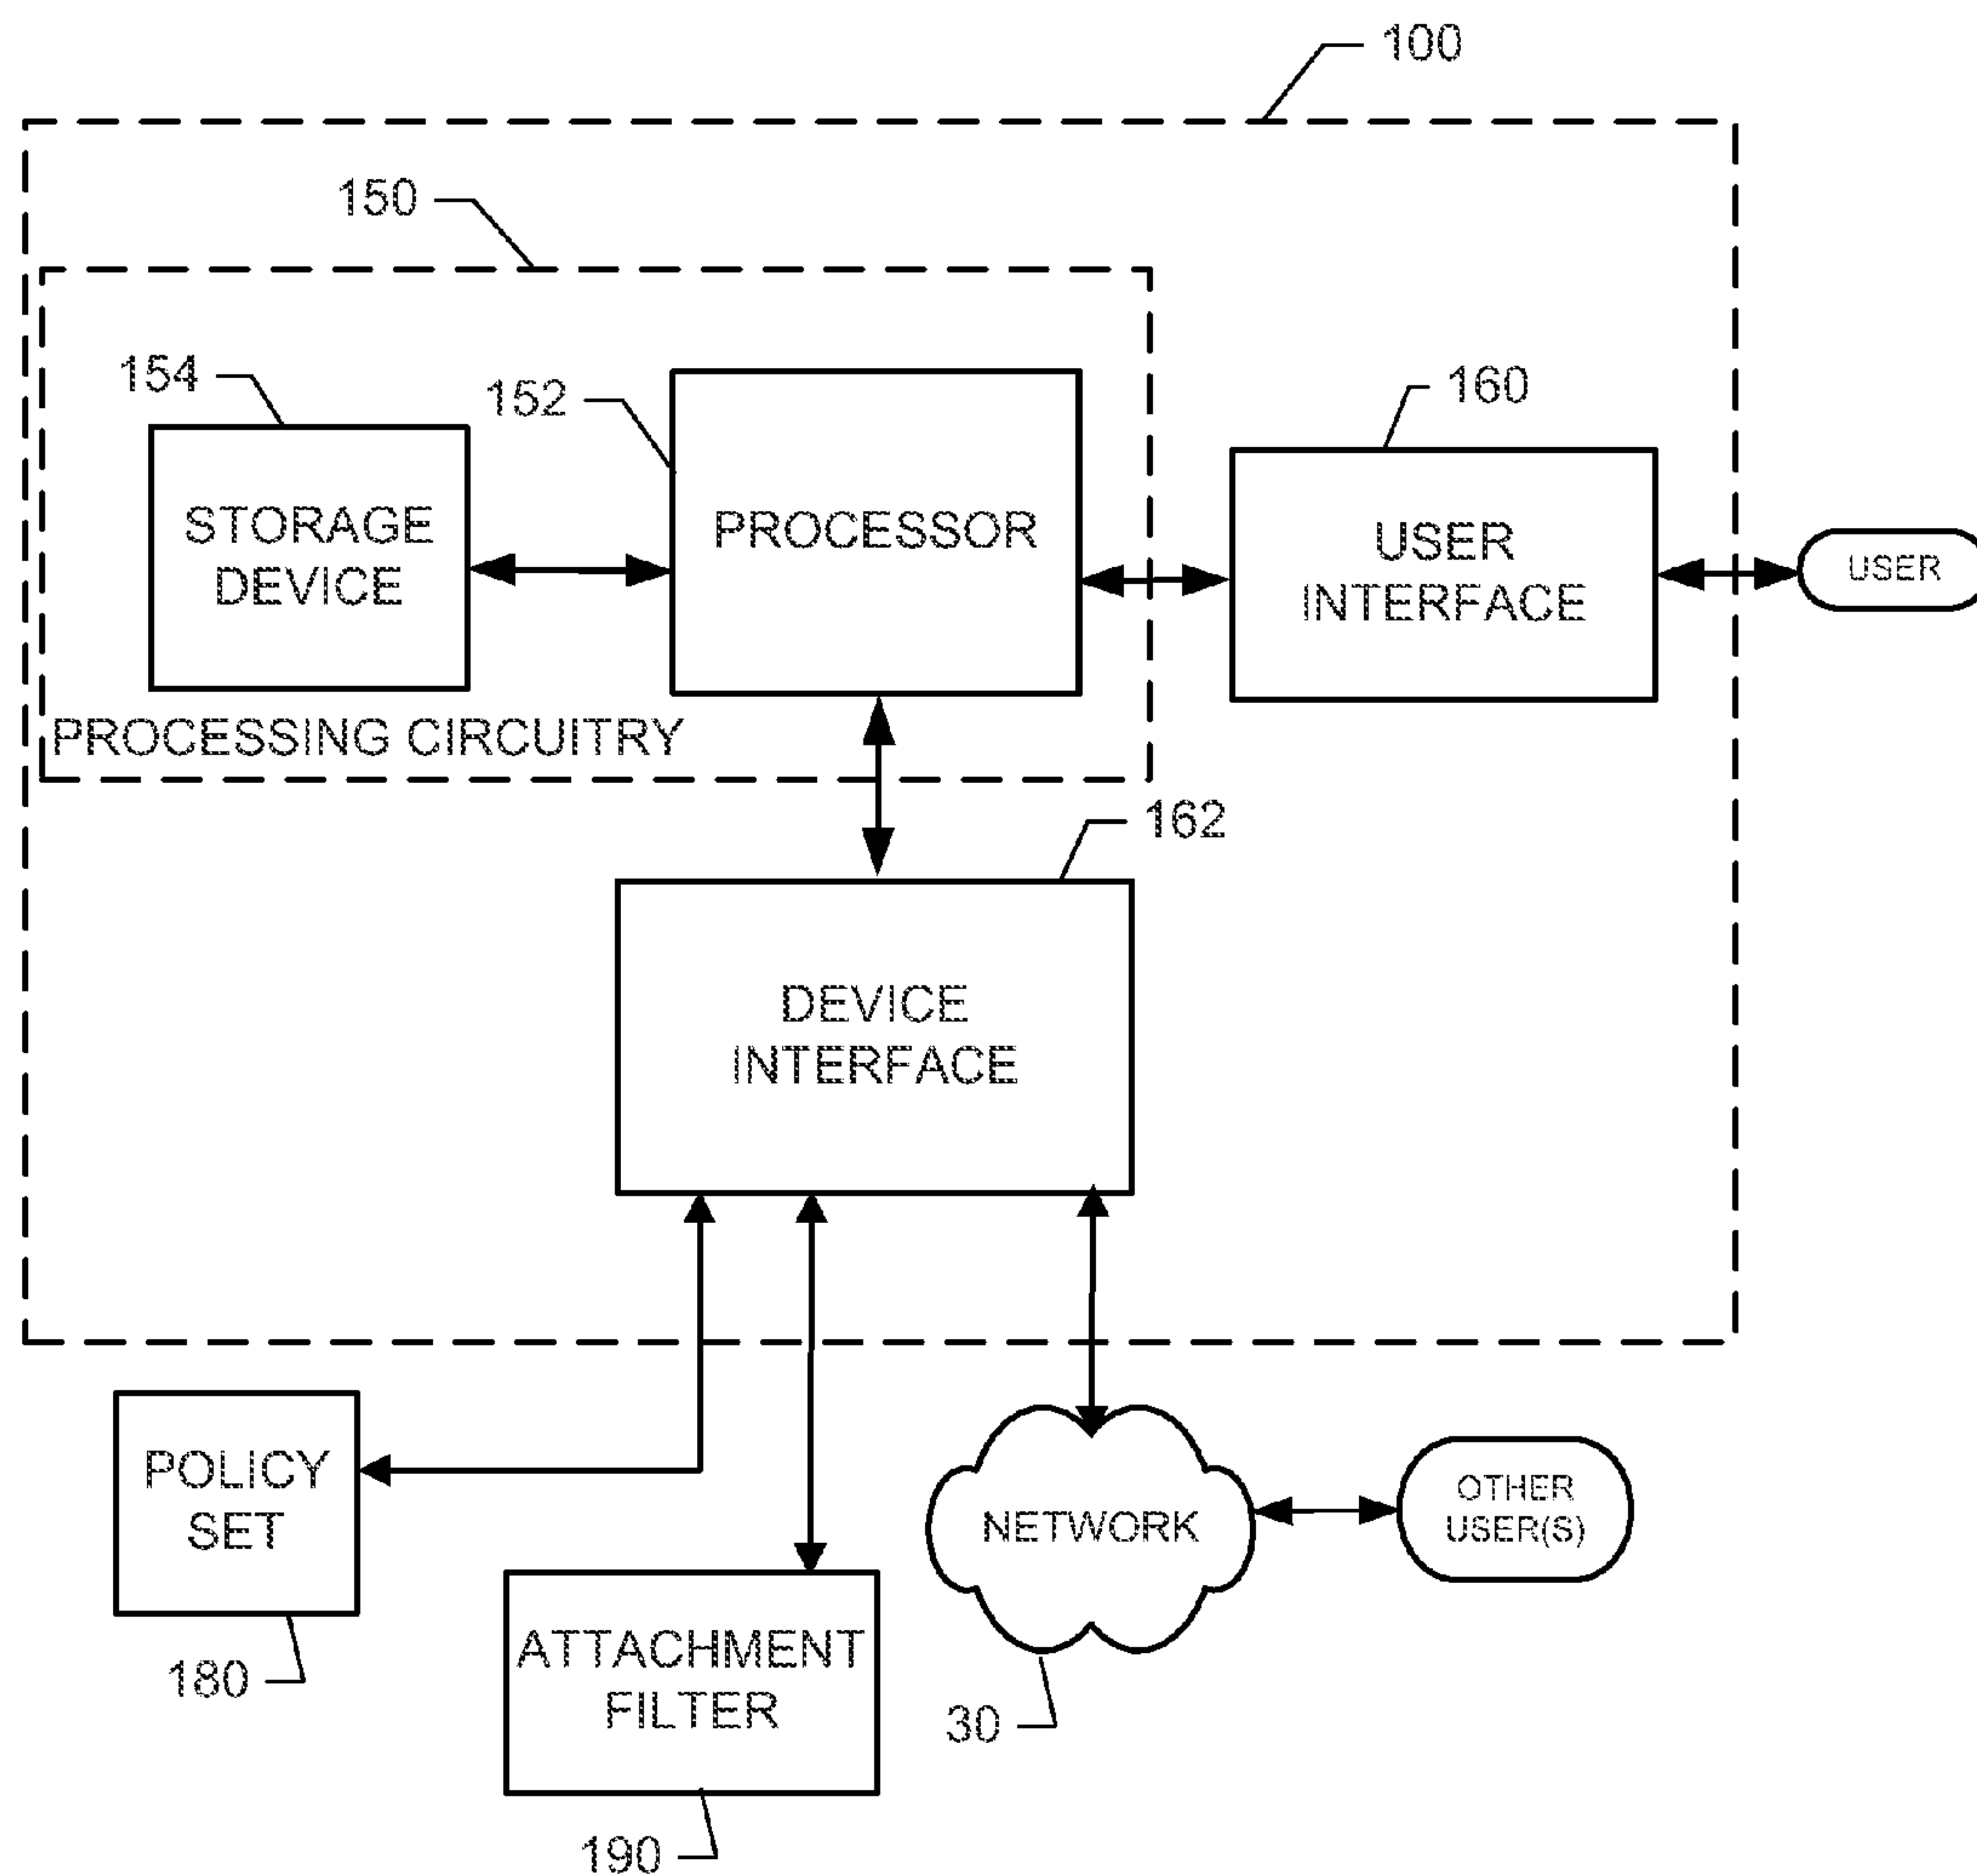 100
150
154
152
160
STORAGE
DEVICE
PROCESSOR
USER
INTERFACE
USER
PROCESSING CIRCUITRY
162
DEVICE
INTERFACE
POLICY
SET
180
ATTACHMENT
FILTER
190
NETWORK
30
OTHER
USER(S)